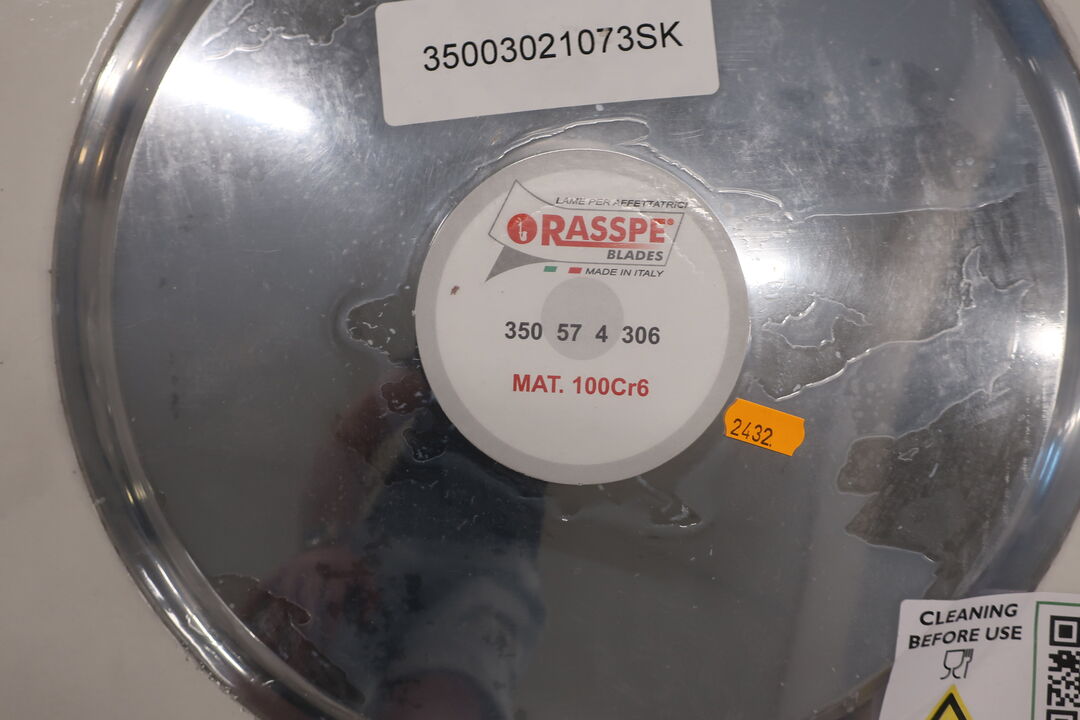 35003021073SK
LAME PER AFFETTATRICI
RASSPE®
BLADES
MADE IN ITALY
350 57 4 306
MAT. 100Cr6
2432
CLEANING
BEFORE USE